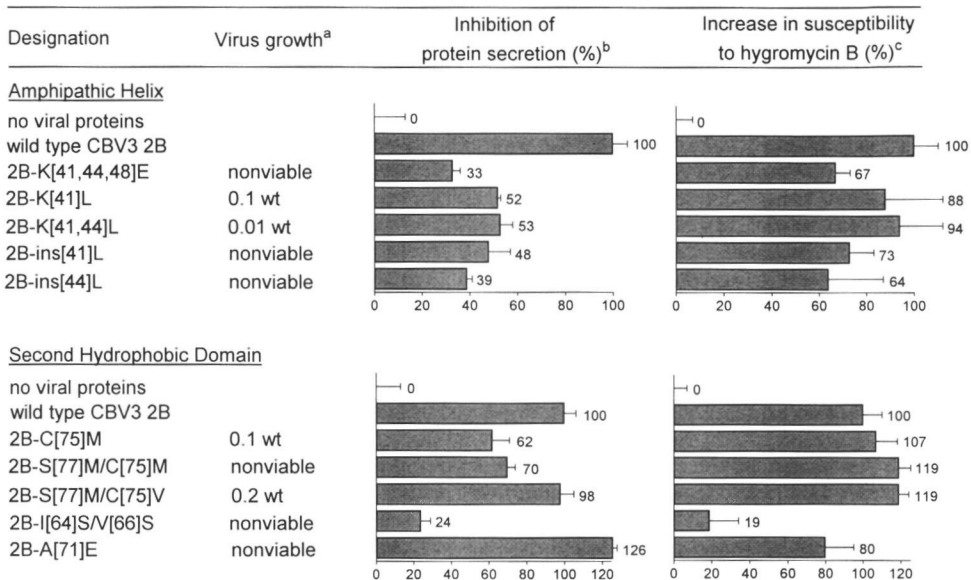 Designation Virus growthᵃ Inhibition of protein secretion (%)ᵇ Increase in susceptibility to hygromycin B (%)ᶜ
Amphipathic Helix
no viral proteins 0 0
wild type CBV3 2B 100 100
2B-K[41,44,48]E nonviable 33 67
2B-K[41]L 0.1 wt 52 88
2B-K[41,44]L 0.01 wt 53 94
2B-ins[41]L nonviable 48 73
2B-ins[44]L nonviable 39 64
0 20 40 60 80 100 0 20 40 60 80 100
Second Hydrophobic Domain
no viral proteins 0 0
wild type CBV3 2B 100 100
2B-C[75]M 0.1 wt 62 107
2B-S[77]M/C[75]M nonviable 70 119
2B-S[77]M/C[75]V 0.2 wt 98 119
2B-I[64]S/V[66]S nonviable 24 19
2B-A[71]E nonviable 126 80
0 20 40 60 80 100 120 0 20 40 60 80 100 120